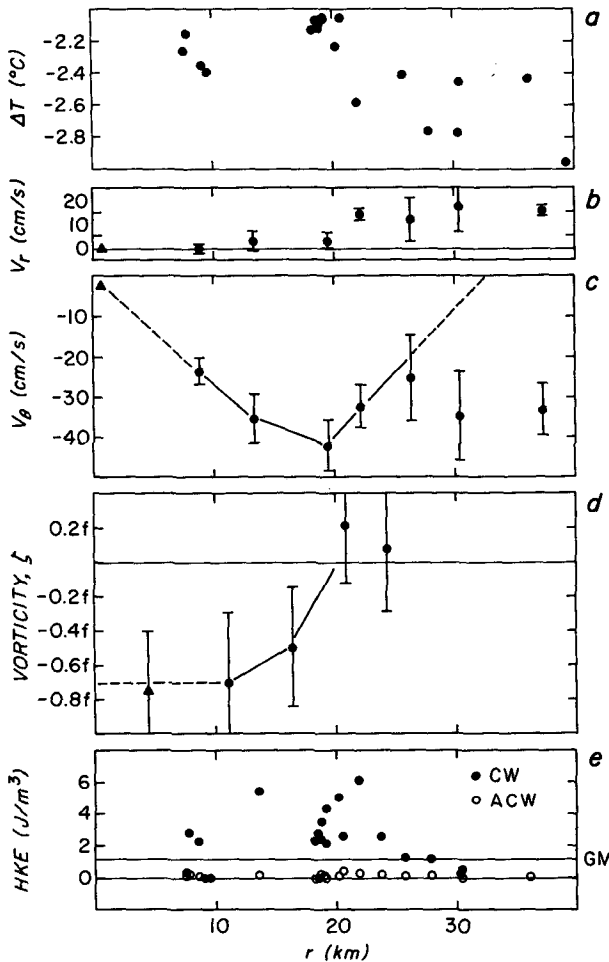 a
-2.2
-2.4
-2.6
-2.8
ΔT (°C)
b
20
10
0
V_r (cm/s)
c
-10
-20
-30
-40
V_θ (cm/s)
d
0.2f
-0.2f
-0.4f
-0.6f
-0.8f
VORTICITY, ζ
e
6
4
2
0
HKE (J/m³)
CW
ACW
GM
0
10
20
30
r (km)